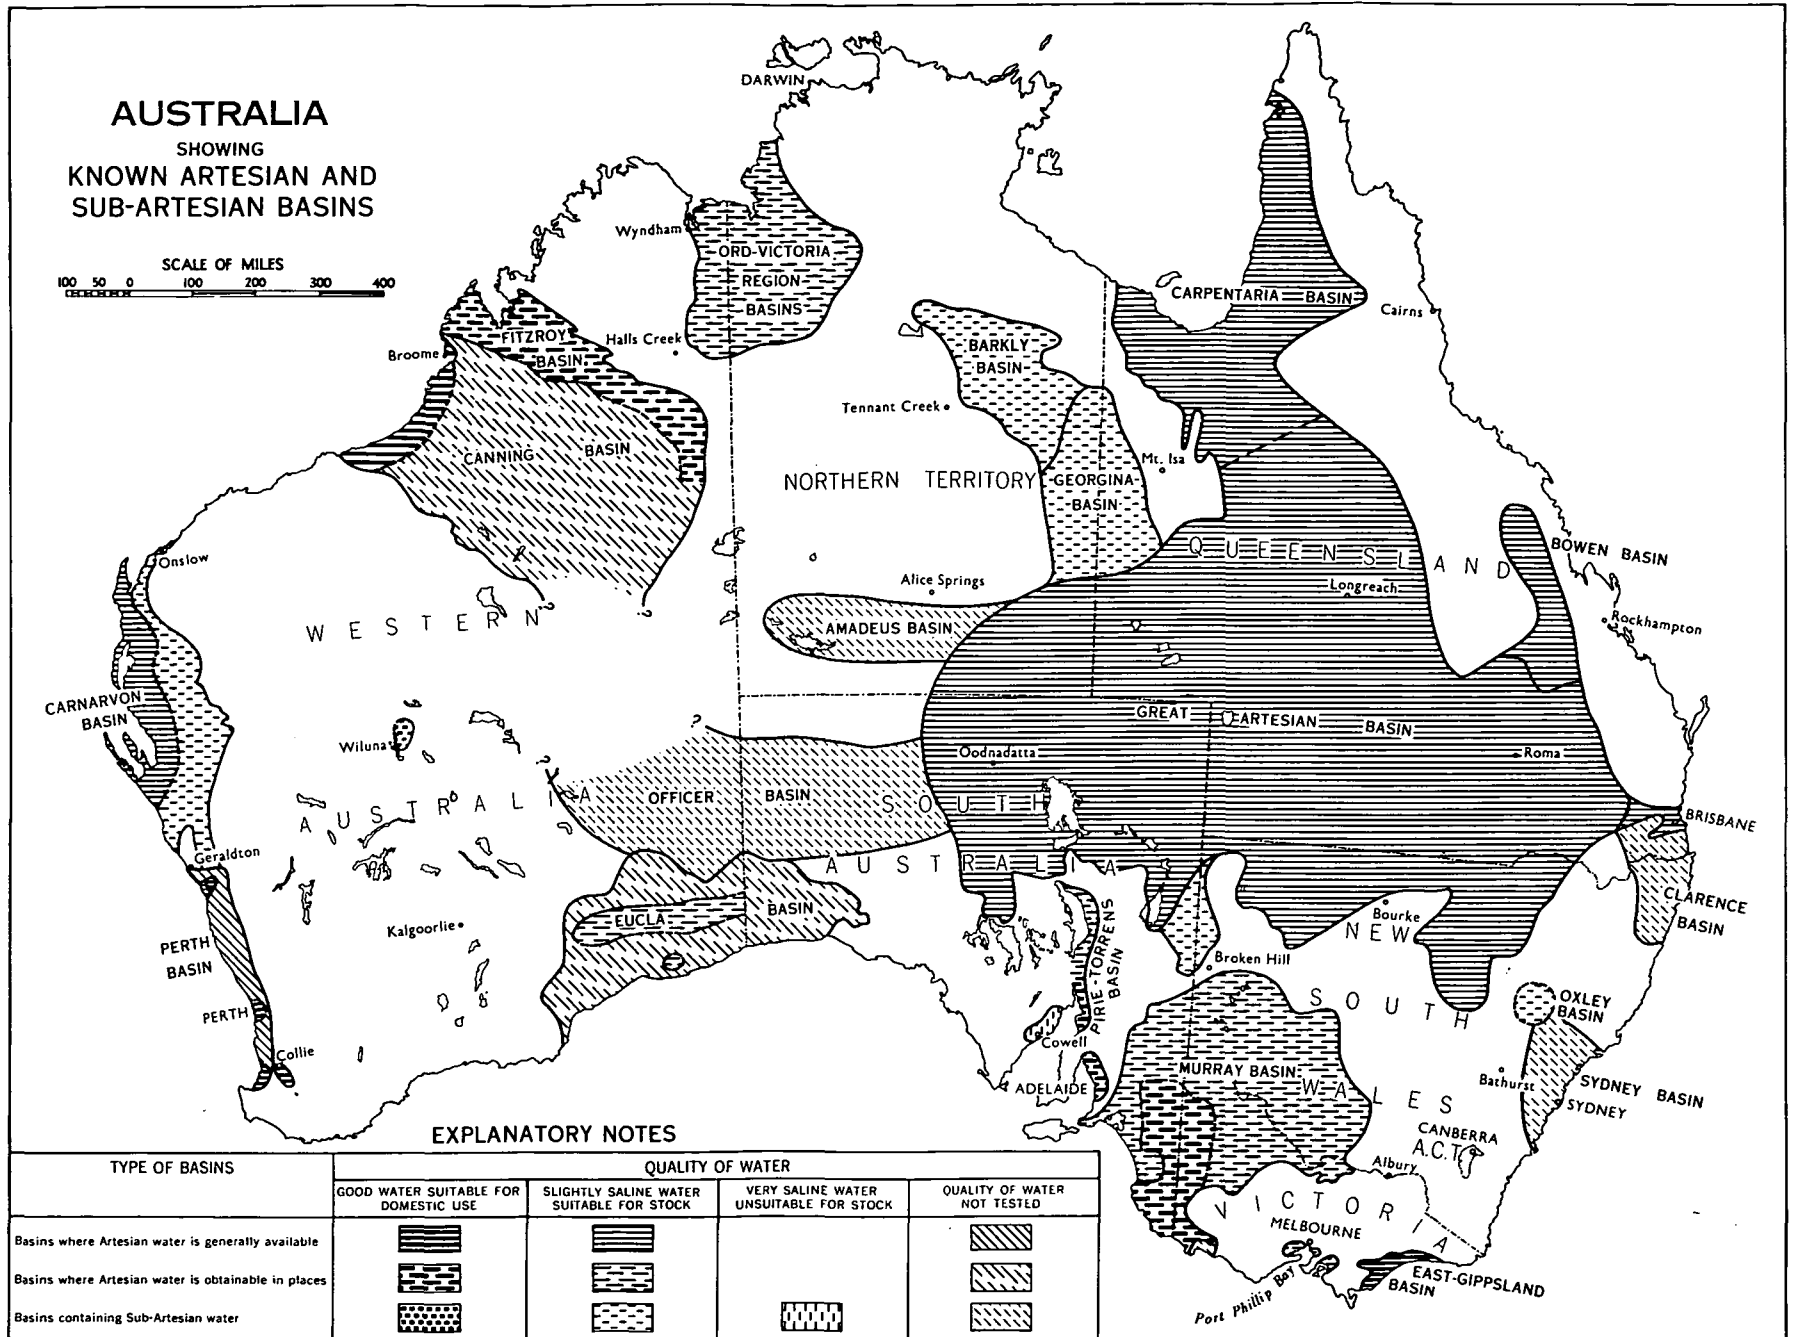 AUSTRALIA
SHOWING
KNOWN ARTESIAN AND
SUB-ARTESIAN BASINS
SCALE OF MILES
100 50 0 100 200 300 400
DARWIN
Wyndham
ORD-VICTORIA
REGION
BASINS
FITZROY
BASIN
Halls Creek
Broome
CANNING BASIN
BARKLY
BASIN
Tennant Creek
CARPENTARIA BASIN
Cairns
Mt. Isa
NORTHERN TERRITORY
GEORGINA
BASIN
Onslow
QUEENSLAND
BOWEN BASIN
Longreach
Rockhampton
Alice Springs
AMADEUS BASIN
WESTERN
AUSTRALIA
CARNARVON
BASIN
Wiluna
?
?
?
?
GREAT ARTESIAN BASIN
Oodnadatta
Roma
OFFICER BASIN
SOUTH
AUSTRALIA
BRISBANE
Geraldton
CLARENCE
BASIN
EUCLA BASIN
Kalgoorlie
PERTH
BASIN
PERTH
Collie
Bourke
NEW
SOUTH
WALES
Broken Hill
PIRIE-TORRENS
BASIN
OXLEY
BASIN
Cowell
ADELAIDE
MURRAY BASIN
Bathurst
SYDNEY BASIN
SYDNEY
CANBERRA
A.C.T.
Albury
VICTORIA
MELBOURNE
Port Phillip Bay
EAST-GIPPSLAND
BASIN
EXPLANATORY NOTES
TYPE OF BASINS
QUALITY OF WATER
GOOD WATER SUITABLE FOR
DOMESTIC USE
SLIGHTLY SALINE WATER
SUITABLE FOR STOCK
VERY SALINE WATER
UNSUITABLE FOR STOCK
QUALITY OF WATER
NOT TESTED
Basins where Artesian water is generally available
Basins where Artesian water is obtainable in places
Basins containing Sub-Artesian water